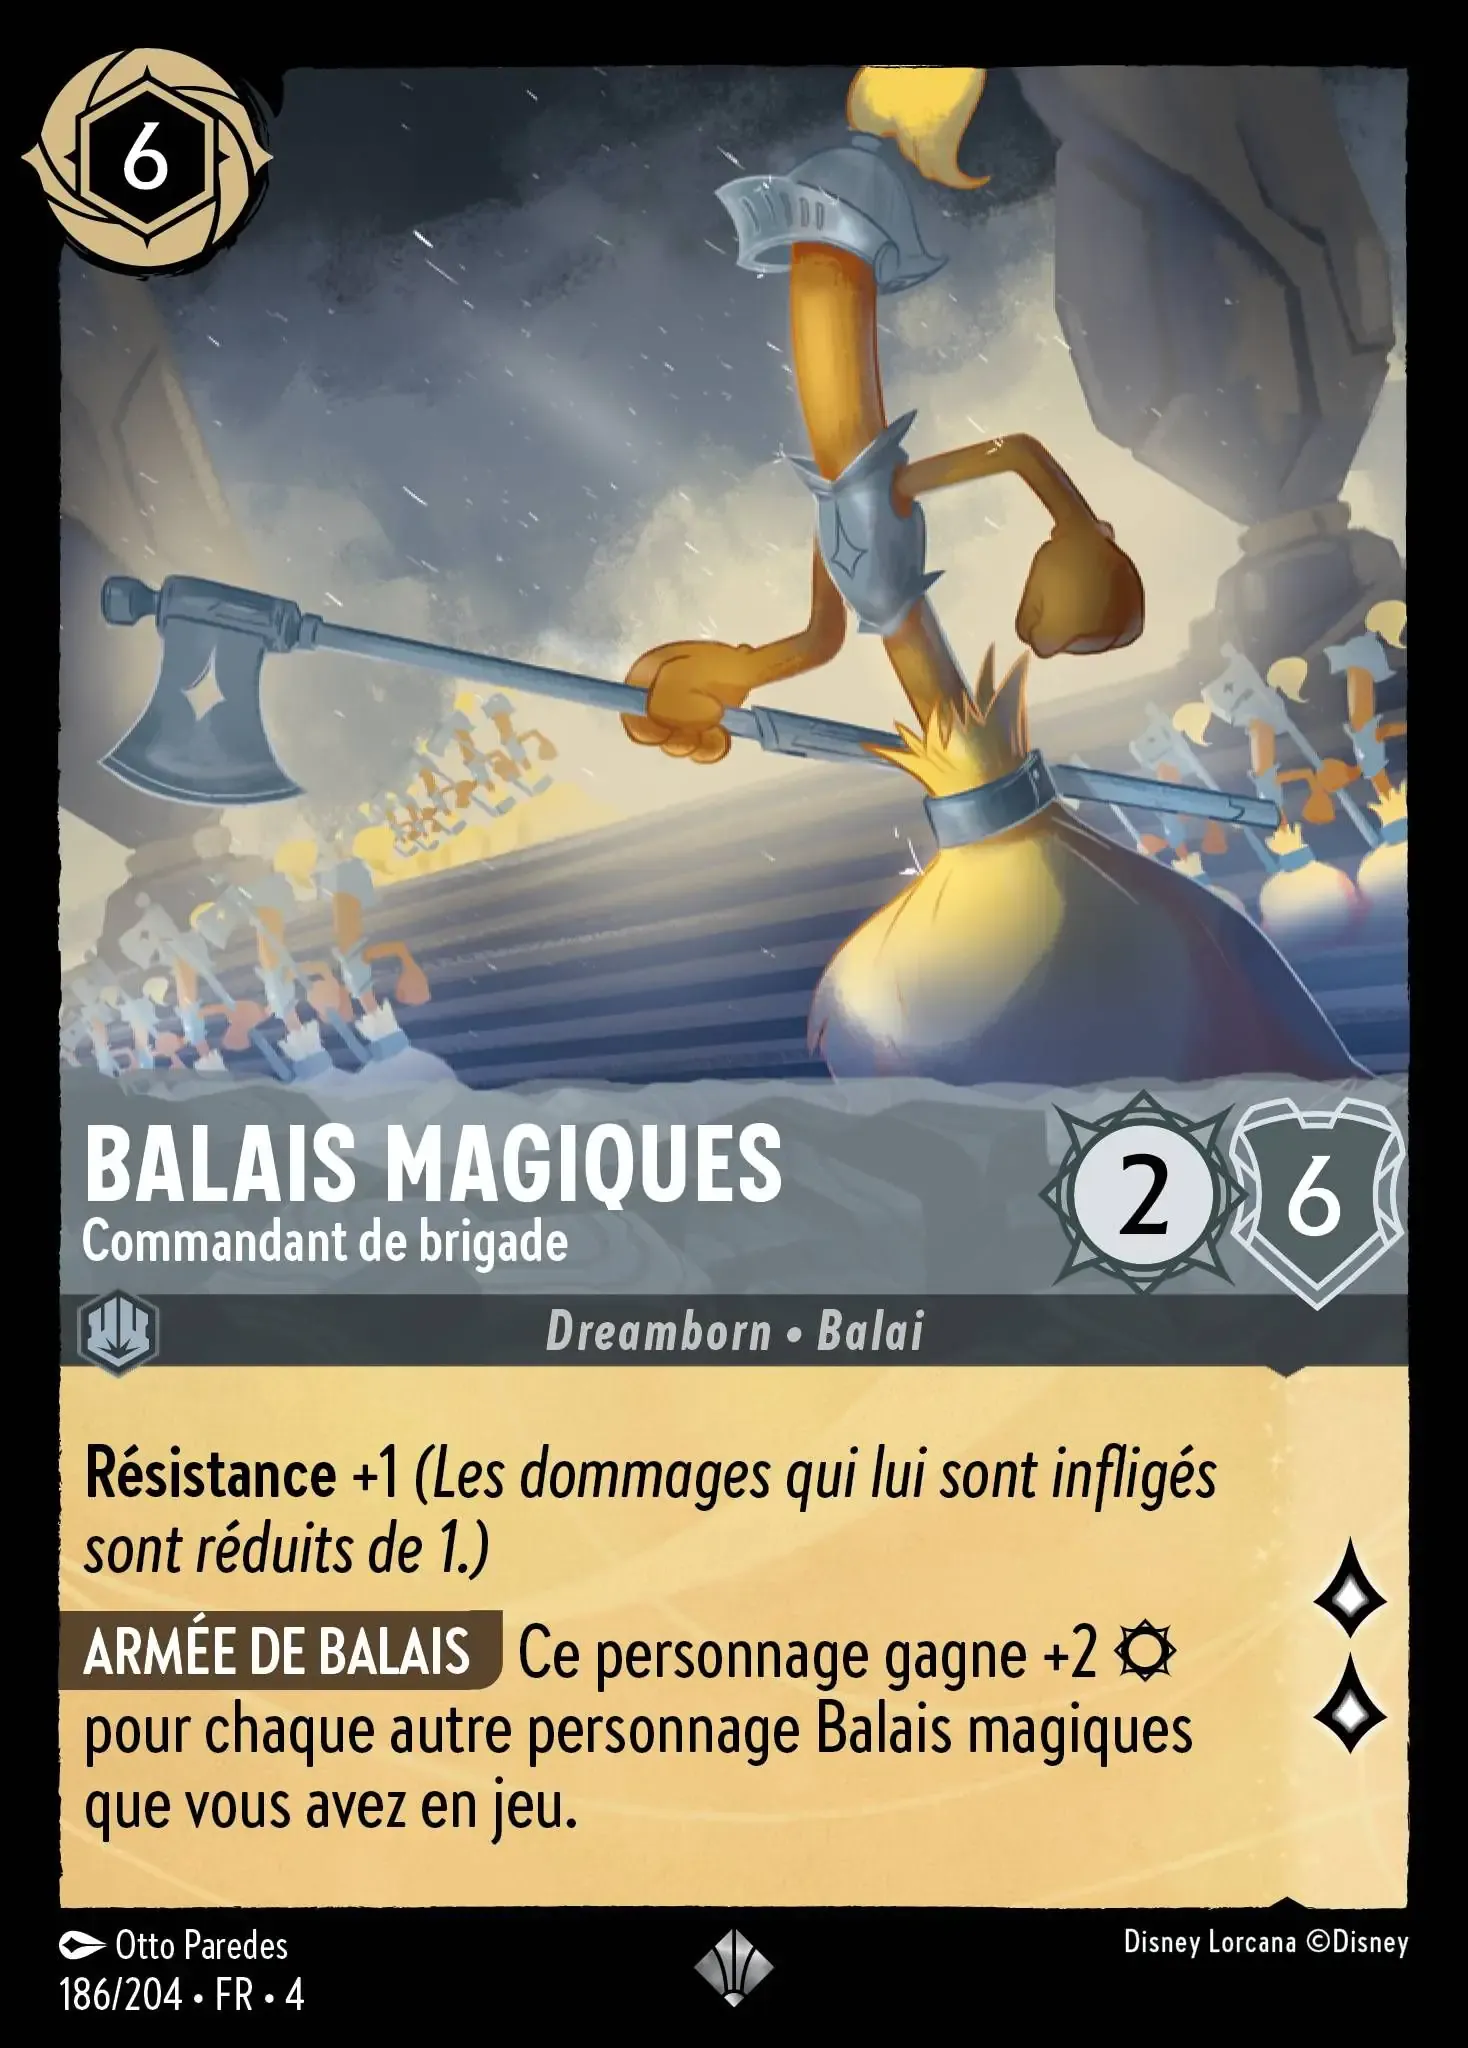 6
BALAIS MAGIQUES
Commandant de brigade
2
6
Dreamborn • Balai
Résistance +1 (Les dommages qui lui sont infligés
sont réduits de 1.)
ARMÉE DE BALAIS Ce personnage gagne +2
pour chaque autre personnage Balais magiques
que vous avez en jeu.
Otto Paredes
186/204 • FR • 4
Disney Lorcana ©Disney